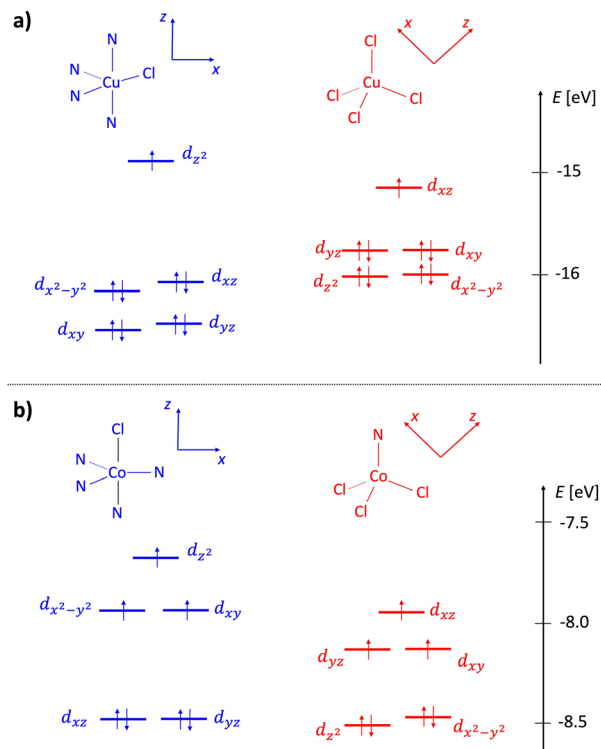 a)
z
x
N
N
Cu
Cl
N
N
x
z
Cl
Cu
Cl
Cl
Cl
E [eV]
d_{z^2}
-15
d_{xz}
d_{yz}
d_{xy}
d_{z^2}
d_{x^2-y^2}
-16
d_{x^2-y^2}
d_{xz}
d_{xy}
d_{yz}
b)
z
x
Cl
N
Co
N
N
N
x
z
N
Co
Cl
Cl
Cl
E [eV]
-7.5
d_{z^2}
d_{x^2-y^2}
d_{xy}
d_{xz}
-8.0
d_{yz}
d_{xy}
d_{xz}
d_{yz}
d_{z^2}
d_{x^2-y^2}
-8.5